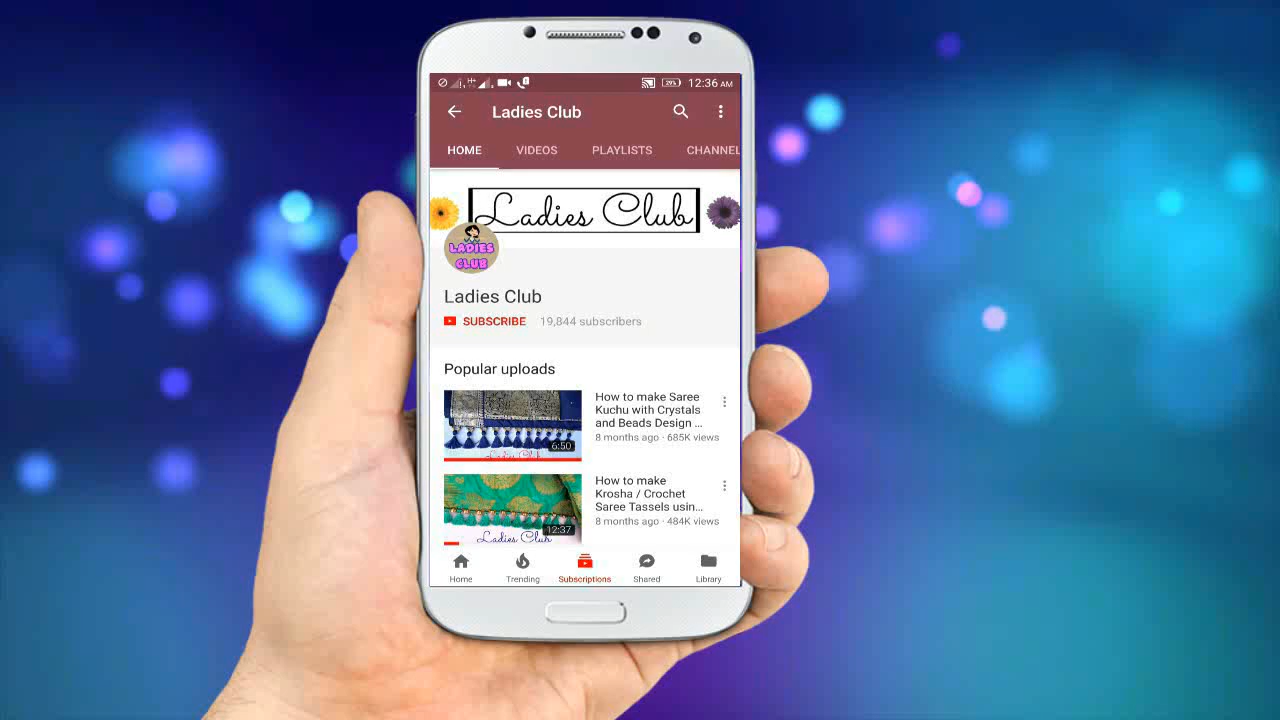 H+ 29% 12:36 AM
Ladies Club
HOME VIDEOS PLAYLISTS CHANNEL
Ladies Club
LADIES
CLUB
Ladies Club
SUBSCRIBE 19,844 subscribers
Popular uploads
How to make Saree
Kuchu with Crystals
and Beads Design ...
8 months ago · 685K views
6:50
Ladies Club
How to make
Krosha / Crochet
Saree Tassels usin...
8 months ago · 484K views
12:37
Ladies Club
Home Trending Subscriptions Shared Library